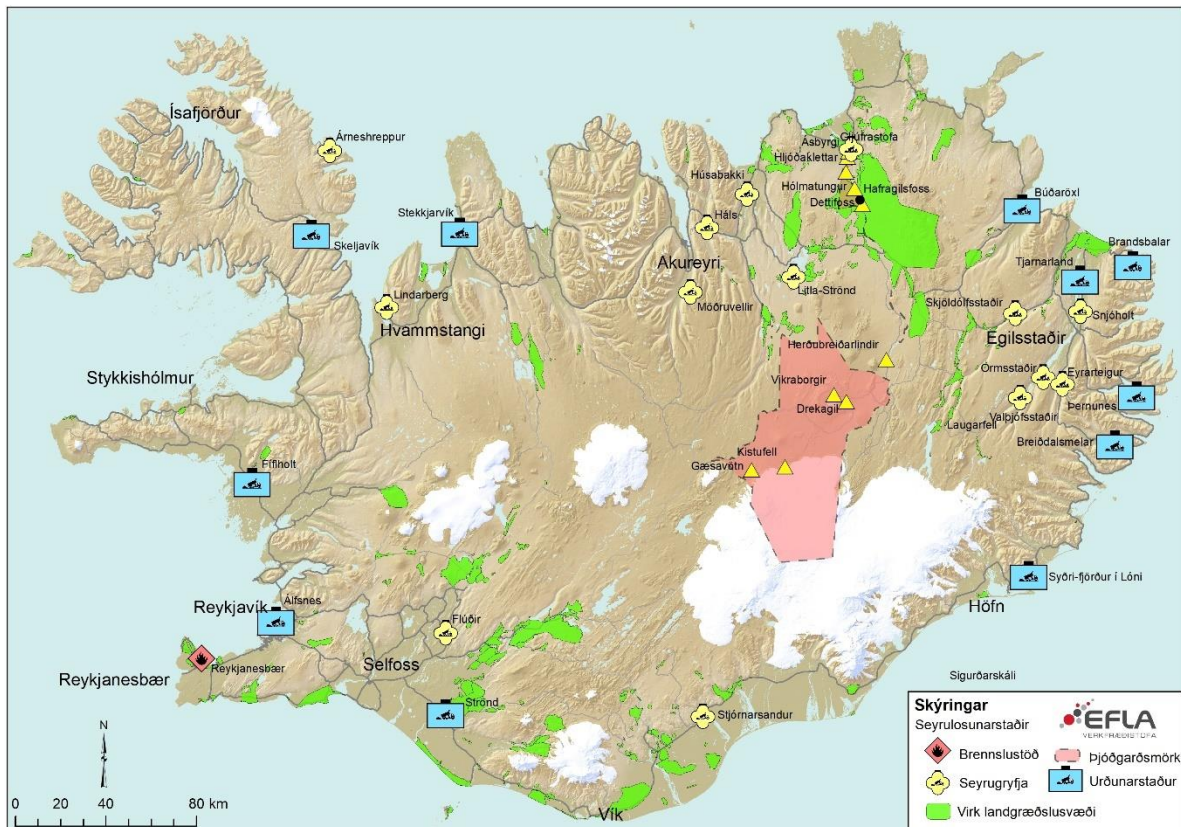 Ísafjörður
Árneshreppur
Skeljavík
Stekkjarvík
Lindarberg
Hvammstangi
Stykkishólmur
Fíflholt
Húsabakki
Háls
Akureyri
Möðruvellir
Litla-Strönd
Ásbyrgi
Gljúfrastofa
Hljóðaklettar
Hólmatungur
Hafragilsfoss
Dettifoss
Búðaröxl
Brandsbalar
Tjarnarland
Skjöldólfsstaðir
Snjóholt
Egilsstaðir
Ormsstaðir
Eyrarteigur
Valþjófsstaðir
Þernunes
Laugarfell
Breiðdalsmelar
Herðubreiðarlindir
Vikraborgir
Drekagil
Kistufell
Gæsavötn
Syðri-fjörður í Lóni
Höfn
Reykjavík
Álfsnes
Flúðir
Reykjanesbær
Reykjanesbær
Selfoss
Strönd
Stjórnarsandur
Vík
Sigurðarskáli
N
0 20 40 80 km
Skýringar
Seyrulosunarstaðir
EFLA
VERKFRÆÐISTOFA
Brennslustöð
Þjóðgarðsmörk
Seyrugryfja
Urðunarstaður
Virk landgræðslusvæði